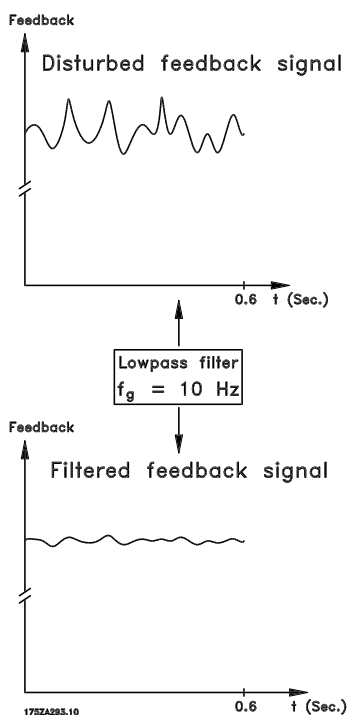 Feedback
Disturbed feedback signal
0.6 t (Sec.)
Lowpass filter
fg = 10 Hz
Feedback
Filtered feedback signal
0.6 t (Sec.)
175ZA293.10